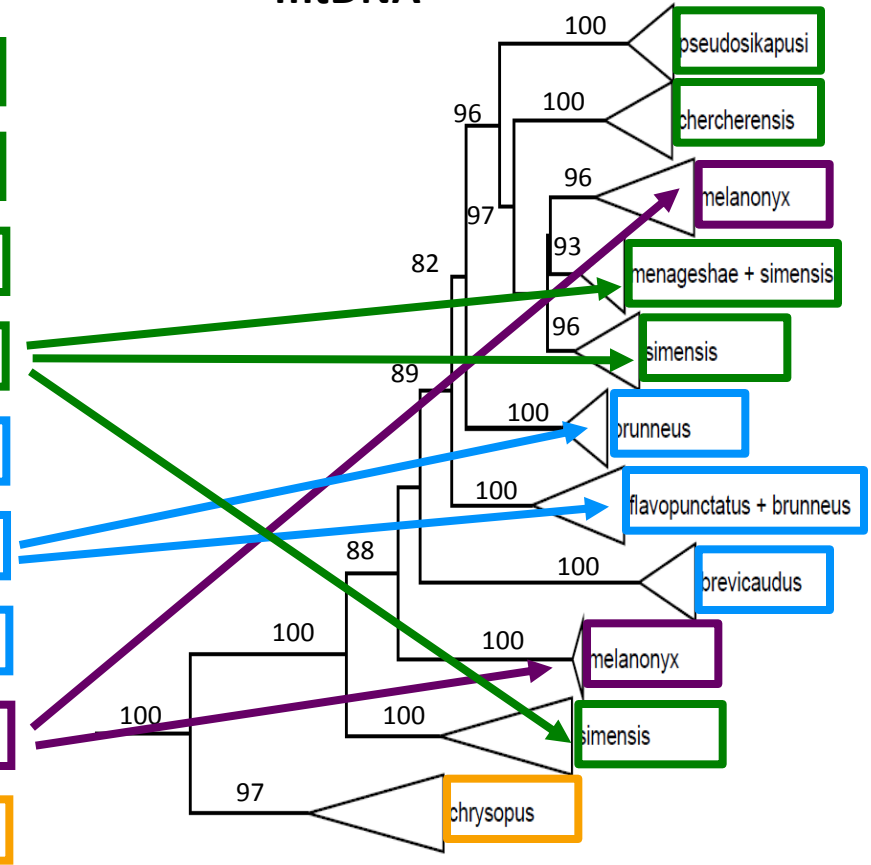 mtDNA
100
pseudosikapusi
100
chercherensis
96
96
melanonyx
97
93
menageshae + simensis
82
96
simensis
89
100
brunneus
100
flavopunctatus + brunneus
88
100
brevicaudus
100
100
melanonyx
100
100
simensis
97
chrysopus